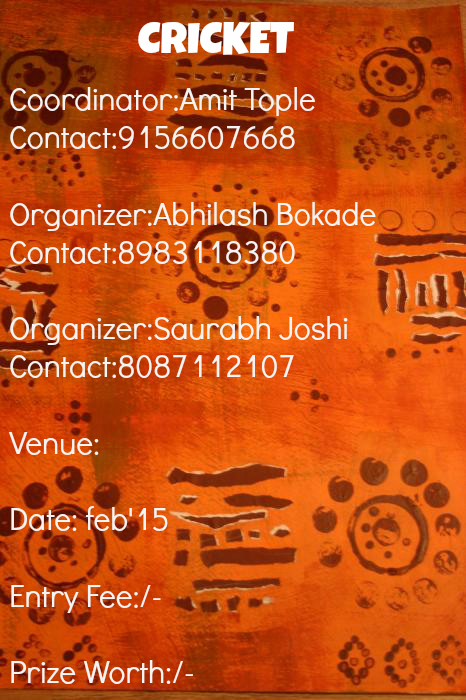 CRICKET
Coordinator:Amit Tople
Contact:9156607668
Organizer:Abhilash Bokade
Contact:8983118380
Organizer:Saurabh Joshi
Contact:8087112107
Venue:
Date: feb'15
Entry Fee:/-
Prize Worth:/-